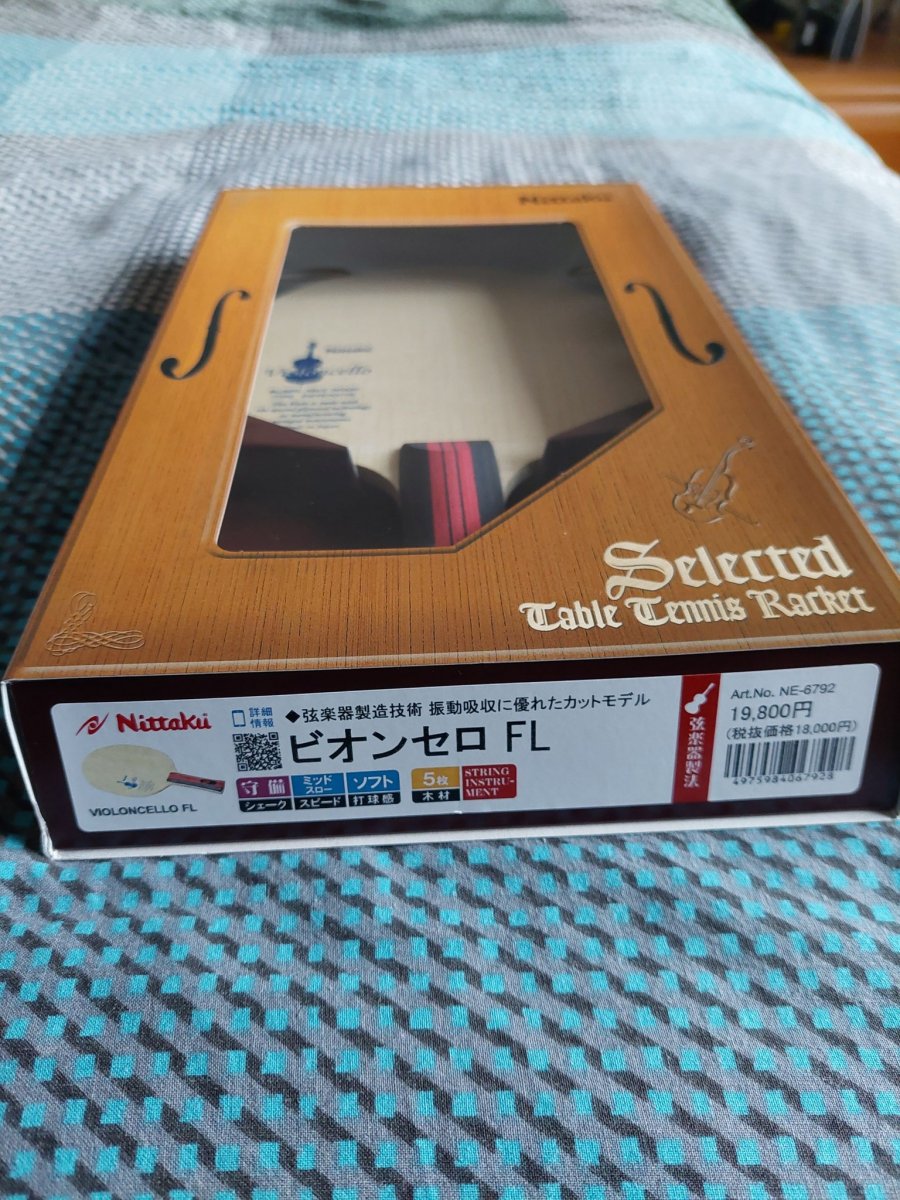 Nittaku
Nittaku
Violoncello
Selected
Table Tennis Racket
Nittaku
詳細
情報
◆弦楽器製造技術 振動吸収に優れたカットモデル
ビオンセロ FL
VIOLONCELLO FL
守備
シェーク
ミッド
スロー
スピード
ソフト
打球感
5枚
木材
STRING
INSTRU-
MENT
弦楽器製法
Art.No. NE-6792
19,800円
(税抜価格18,000円)
4975984067928